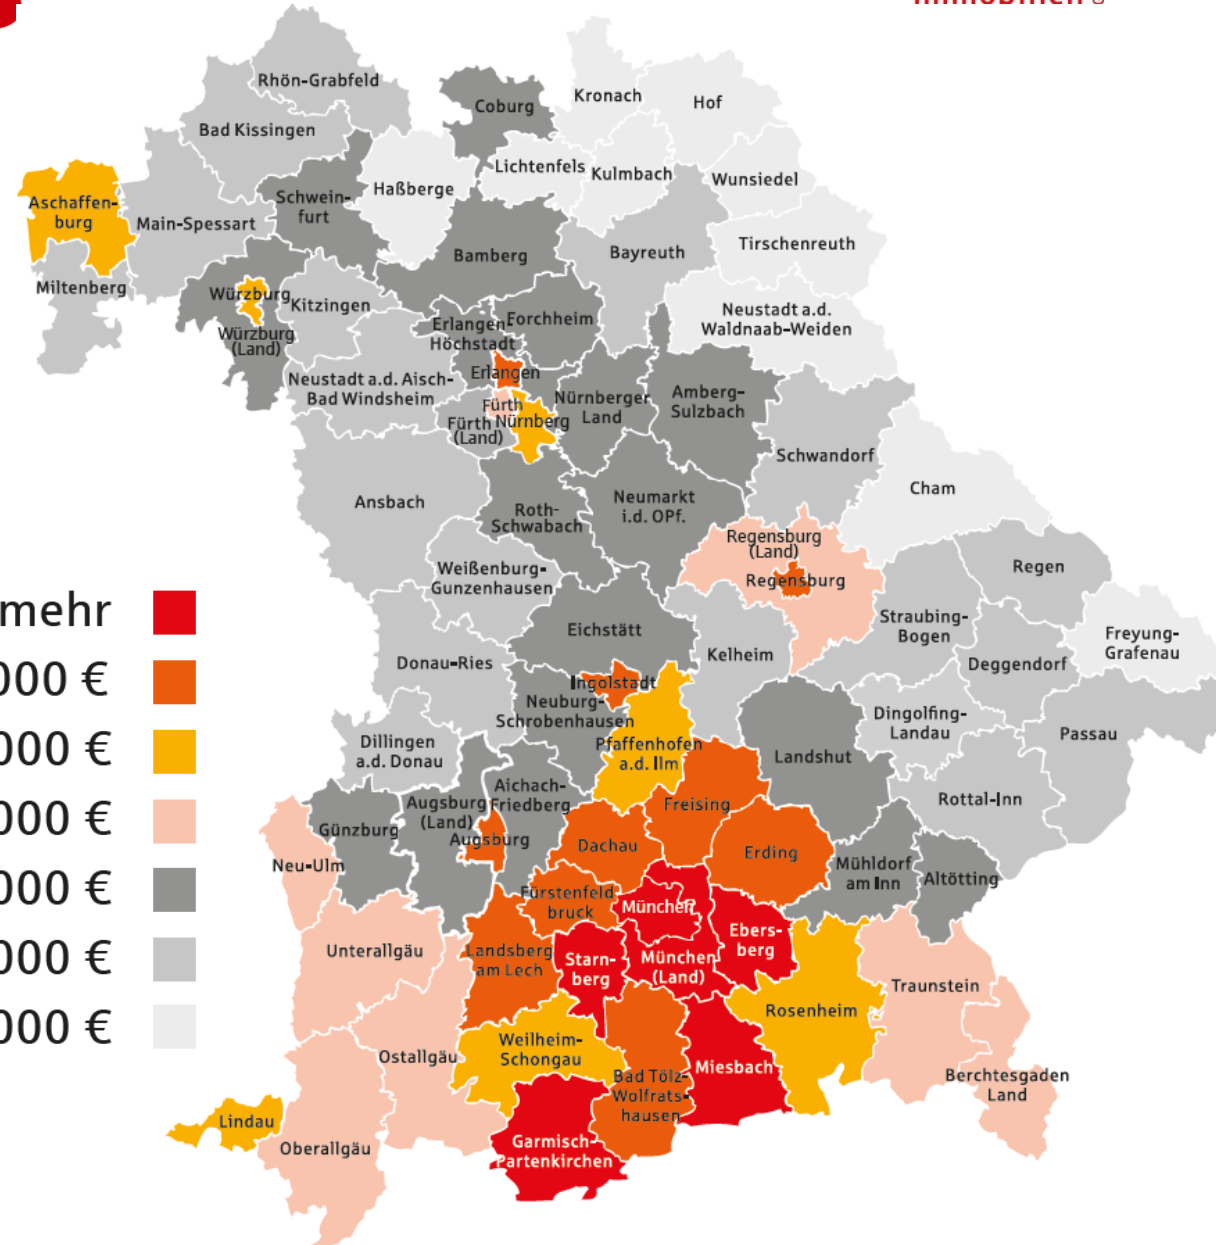 Immobilien
Rhön-Grabfeld
Bad Kissingen
Coburg
Kronach
Hof
Lichtenfels
Kulmbach
Wunsiedel
Haßberge
Schwein-
furt
Aschaffen-
burg
Main-Spessart
Miltenberg
Bamberg
Bayreuth
Tirschenreuth
Würzburg
Kitzingen
Würzburg
(Land)
Erlangen-
Höchstadt
Forchheim
Neustadt a.d.
Waldnaab-Weiden
Neustadt a.d. Aisch-
Bad Windsheim
Erlangen
Fürth
Fürth
(Land)
Nürnberg
Nürnberger
Land
Amberg-
Sulzbach
Schwandorf
Cham
Ansbach
Roth-
Schwabach
Neumarkt
i.d. OPf.
Regensburg
(Land)
Regensburg
Weißenburg-
Gunzenhausen
Regen
Straubing-
Bogen
Freyung-
Grafenau
Deggendorf
Eichstätt
Kelheim
Donau-Ries
Ingolstadt
Neuburg-
Schrobenhausen
Pfaffenhofen
a.d. Ilm
Dingolfing-
Landau
Passau
Landshut
Rottal-Inn
Dillingen
a.d. Donau
Aichach-
Friedberg
Augsburg
(Land)
Augsburg
Günzburg
Neu-Ulm
Freising
Dachau
Erding
Mühldorf
am Inn
Altötting
Fürstenfeld
bruck
München
Ebers-
berg
Unterallgäu
Landsberg
am Lech
Starn-
berg
München
(Land)
Traunstein
Rosenheim
Ostallgäu
Weilheim-
Schongau
Bad Tölz-
Wolfrats-
hausen
Miesbach
Berchtesgaden
Land
Lindau
Oberallgäu
Garmisch-
Partenkirchen
mehr
000 €
000 €
000 €
000 €
000 €
000 €